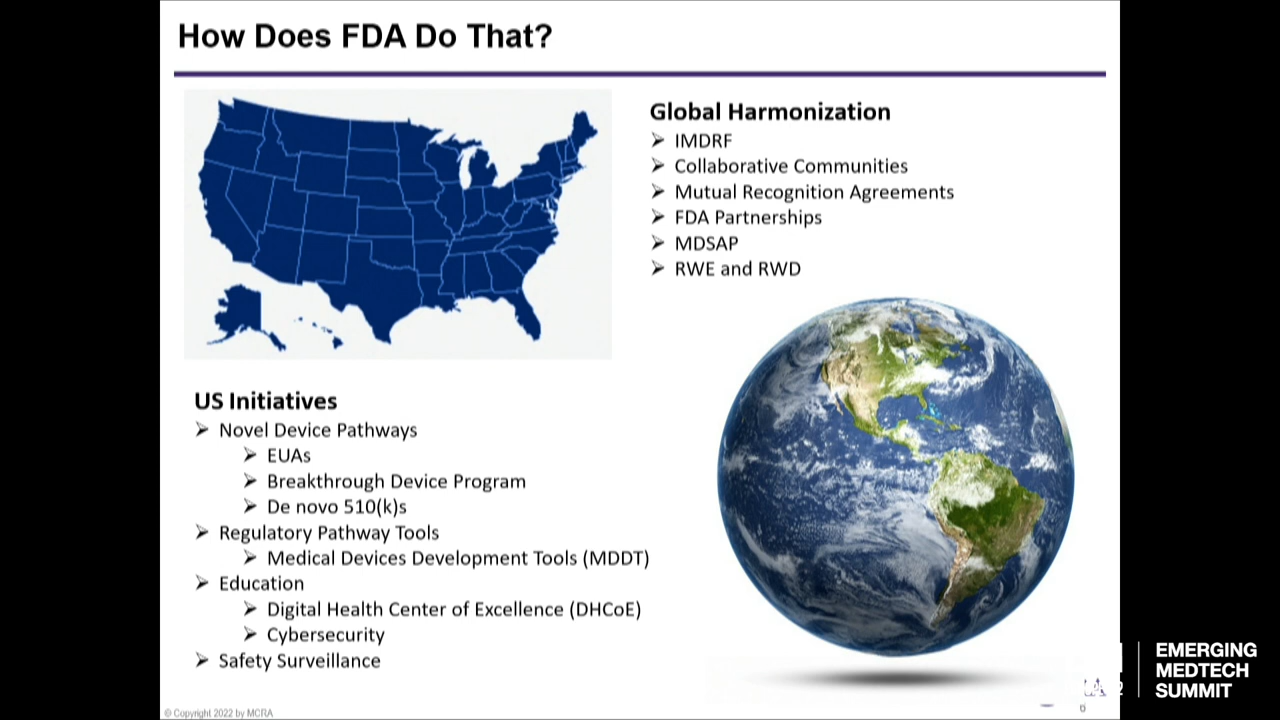 How Does FDA Do That?
Global Harmonization
➢ IMDRF
➢ Collaborative Communities
➢ Mutual Recognition Agreements
➢ FDA Partnerships
➢ MDSAP
➢ RWE and RWD
US Initiatives
➢ Novel Device Pathways
➢ EUAs
➢ Breakthrough Device Program
➢ De novo 510(k)s
➢ Regulatory Pathway Tools
➢ Medical Devices Development Tools (MDDT)
➢ Education
➢ Digital Health Center of Excellence (DHCoE)
➢ Cybersecurity
➢ Safety Surveillance
© Copyright 2022 by MCRA
6
EMERGING
MEDTECH
SUMMIT